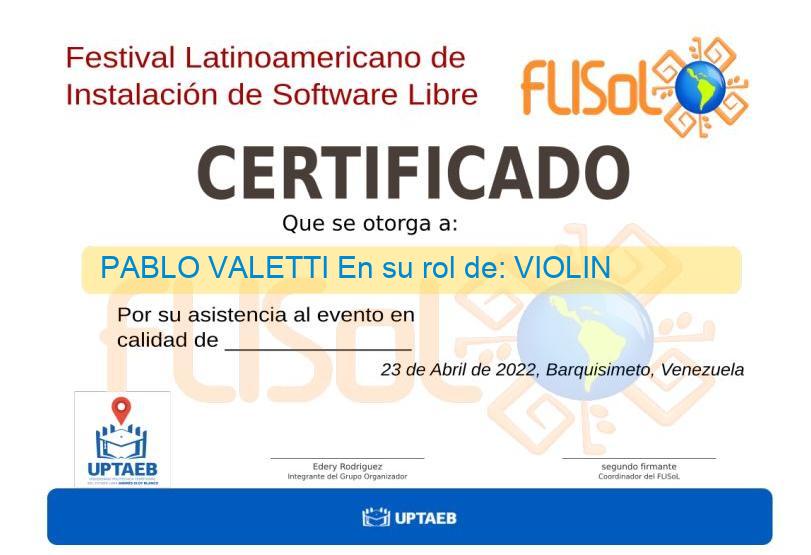 Festival Latinoamericano de
Instalación de Software Libre
FLISoL
CERTIFICADO
Que se otorga a:
PABLO VALETTI En su rol de: VIOLIN
Por su asistencia al evento en
calidad de _________________
23 de Abril de 2022, Barquisimeto, Venezuela
UPTAEB
Edery Rodriguez
Integrante del Grupo Organizador
segundo firmante
Coordinador del FLISoL
UPTAEB